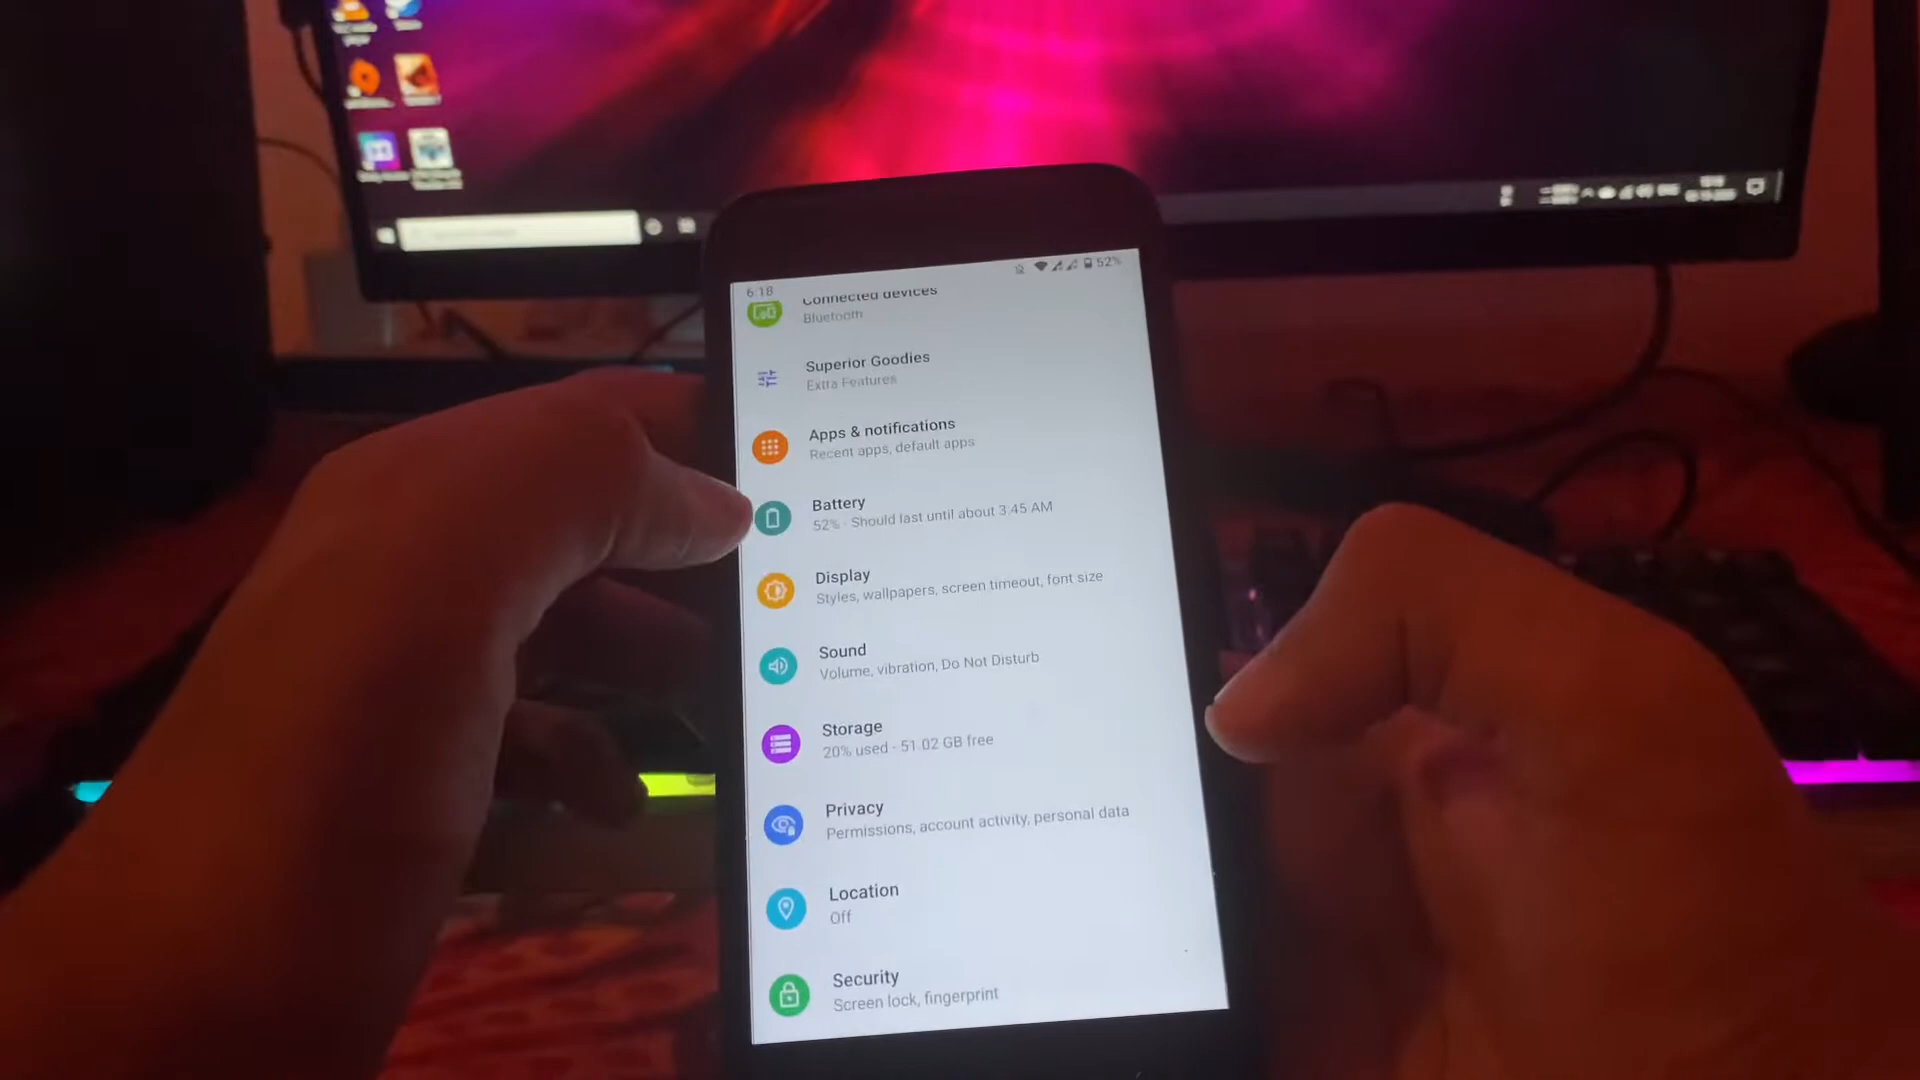 6:18
52%
Connected devices
Bluetooth
Superior Goodies
Extra Features
Apps & notifications
Recent apps, default apps
Battery
52% · Should last until about 3:45 AM
Display
Styles, wallpapers, screen timeout, font size
Sound
Volume, vibration, Do Not Disturb
Storage
20% used - 51.02 GB free
Privacy
Permissions, account activity, personal data
Location
Off
Security
Screen lock, fingerprint